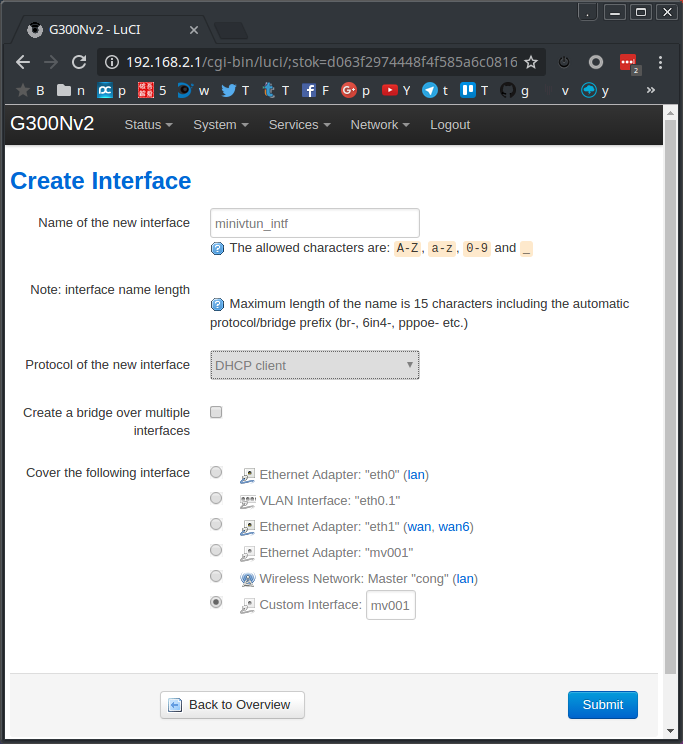 G300Nv2 - LuCI
192.168.2.1/cgi-bin/luci/;stok=d063f2974448f4f585a6c0816
2
B n p 5 w T T F p Y t T g v y »
G300Nv2 Status System Services Network Logout
Create Interface
Name of the new interface minivtun_intf
The allowed characters are: A-Z, a-z, 0-9 and _
Note: interface name length
Maximum length of the name is 15 characters including the automatic
protocol/bridge prefix (br-, 6in4-, pppoe- etc.)
Protocol of the new interface DHCP client
Create a bridge over multiple
interfaces
Cover the following interface
Ethernet Adapter: "eth0" (lan)
VLAN Interface: "eth0.1"
Ethernet Adapter: "eth1" (wan, wan6)
Ethernet Adapter: "mv001"
Wireless Network: Master "cong" (lan)
Custom Interface: mv001
Back to Overview Submit